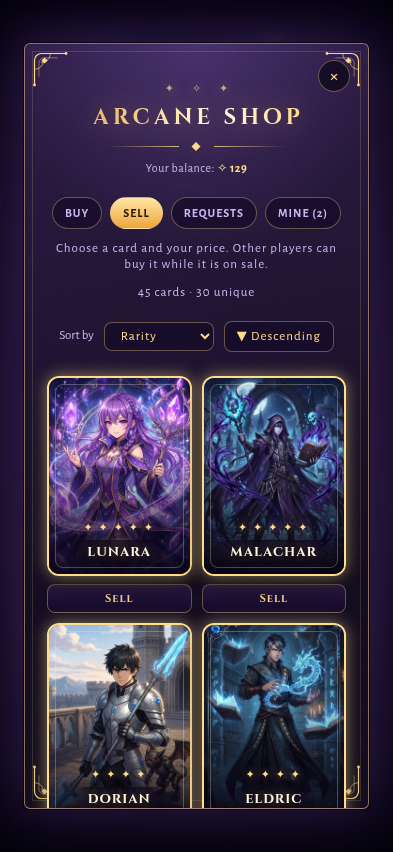 ×
ARCANE SHOP
Your balance: ✧ 129
BUY
SELL
REQUESTS
MINE (2)
Choose a card and your price. Other players can
buy it while it is on sale.
45 cards · 30 unique
Sort by
Rarity
▼ Descending
LUNARA
MALACHAR
SELL
SELL
DORIAN
ELDRIC